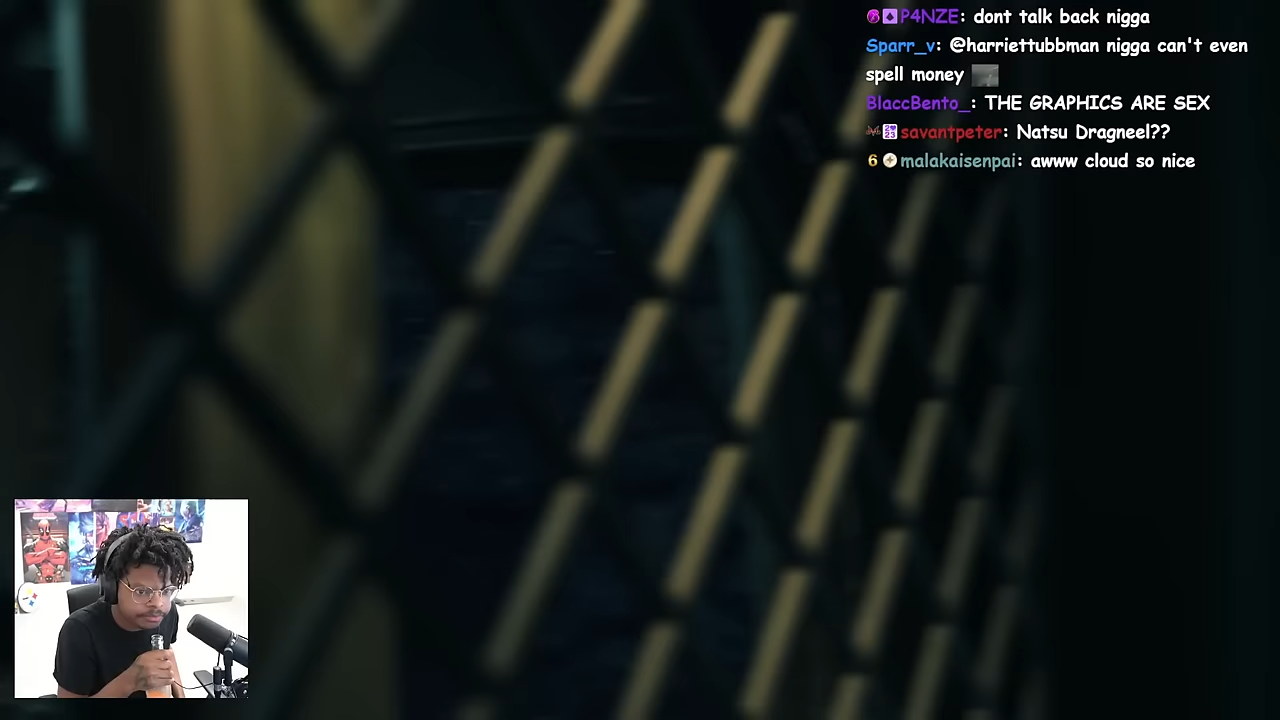 P4NZE: dont talk back nigga
Sparr_v: @harriettubbman nigga can't even
spell money
BlaccBento_: THE GRAPHICS ARE SEX
savantpeter: Natsu Dragneel??
6 malakaisenpai: awww cloud so nice